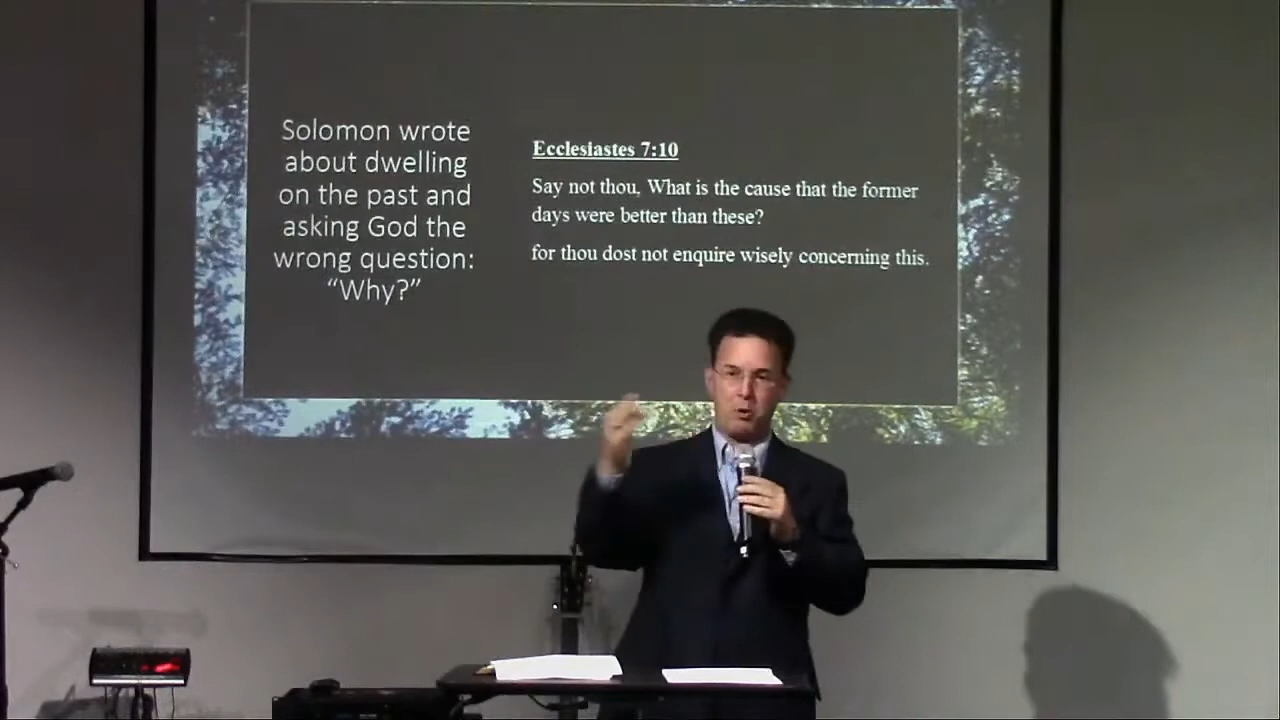 Solomon wrote
about dwelling
on the past and
asking God the
wrong question:
“Why?”
Ecclesiastes 7:10
Say not thou, What is the cause that the former
days were better than these?
for thou dost not enquire wisely concerning this.